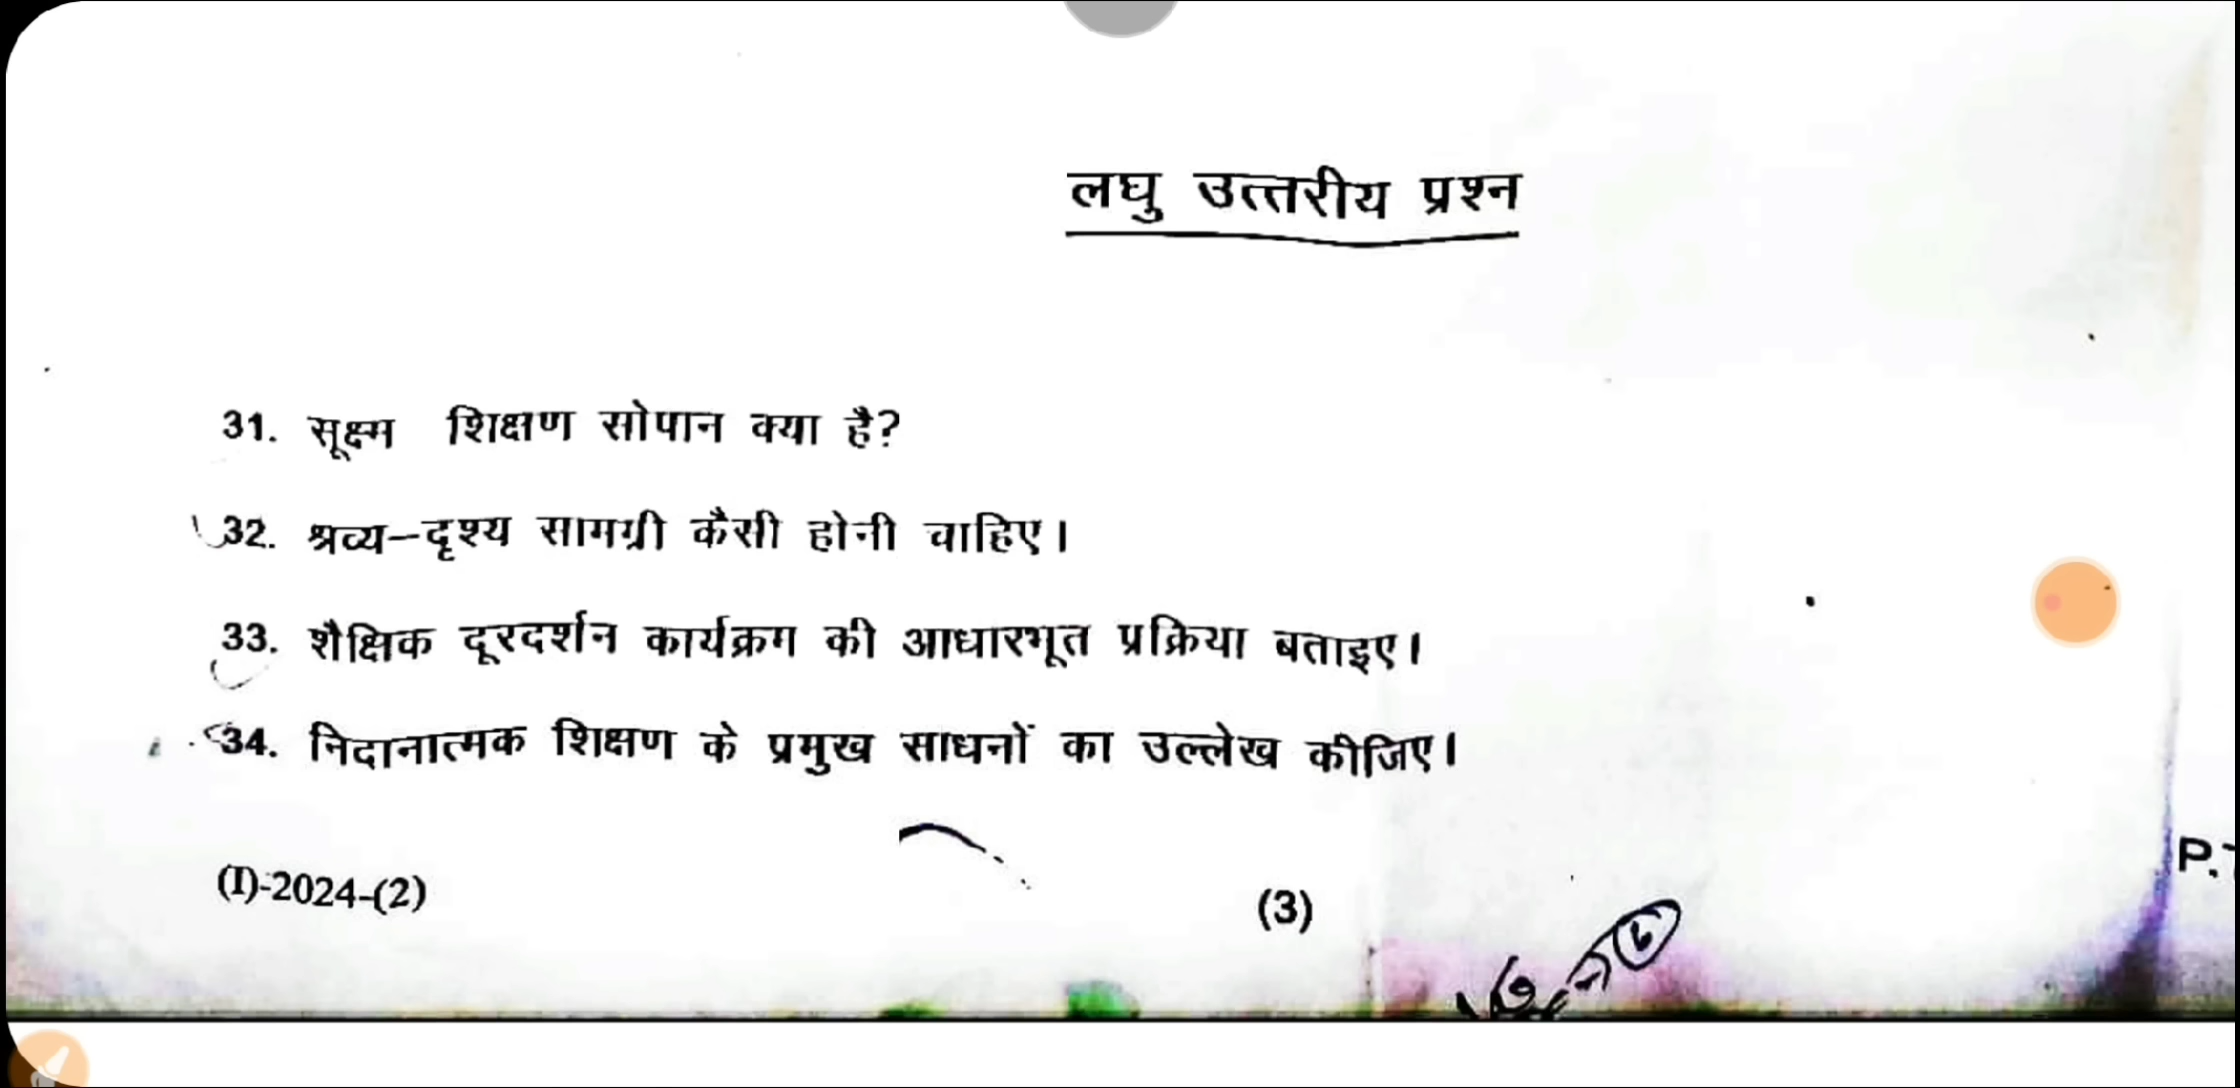 लघु उत्तरीय प्रश्न
31. सूक्ष्म शिक्षण सोपान क्या है?
32. श्रव्य–दृश्य सामग्री कैसी होनी चाहिए।
33. शैक्षिक दूरदर्शन कार्यक्रम की आधारभूत प्रक्रिया बताइए।
34. निदानात्मक शिक्षण के प्रमुख साधनों का उल्लेख कीजिए।
P.
(I)-2024-(2)
(3)